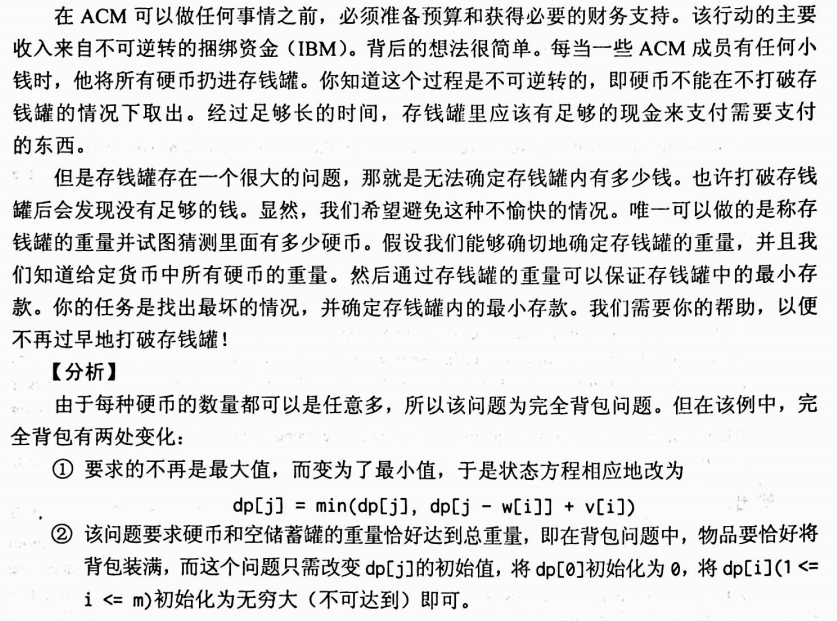 在 ACM 可以做任何事情之前，必须准备预算和获得必要的财务支持。该行动的主要
收入来自不可逆转的捆绑资金（IBM）。背后的想法很简单。每当一些 ACM 成员有任何小
钱时，他将所有硬币扔进存钱罐。你知道这个过程是不可逆转的，即硬币不能在不打破存
钱罐的情况下取出。经过足够长的时间，存钱罐里应该有足够的现金来支付需要支付
的东西。
但是存钱罐存在一个很大的问题，那就是无法确定存钱罐内有多少钱。也许打破存钱
罐后会发现没有足够的钱。显然，我们希望避免这种不愉快的情况。唯一可以做的是称存
钱罐的重量并试图猜测里面有多少硬币。假设我们能够确切地确定存钱罐的重量，并且我
们知道给定货币中所有硬币的重量。然后通过存钱罐的重量可以保证存钱罐中的最小存
款。你的任务是找出最坏的情况，并确定存钱罐内的最小存款。我们需要你的帮助，以便
不再过早地打破存钱罐！
【分析】
由于每种硬币的数量都可以是任意多，所以该问题为完全背包问题。但在该例中，完
全背包有两处变化：
① 要求的不再是最大值，而变为了最小值，于是状态方程相应地改为
dp[j] = min(dp[j], dp[j - w[i]] + v[i])
② 该问题要求硬币和空储蓄罐的重量恰好达到总重量，即在背包问题中，物品要恰好将
背包装满，而这个问题只需改变 dp[j]的初始值，将 dp[0]初始化为 0，将 dp[i](1 <=
i <= m)初始化为无穷大（不可达到）即可。